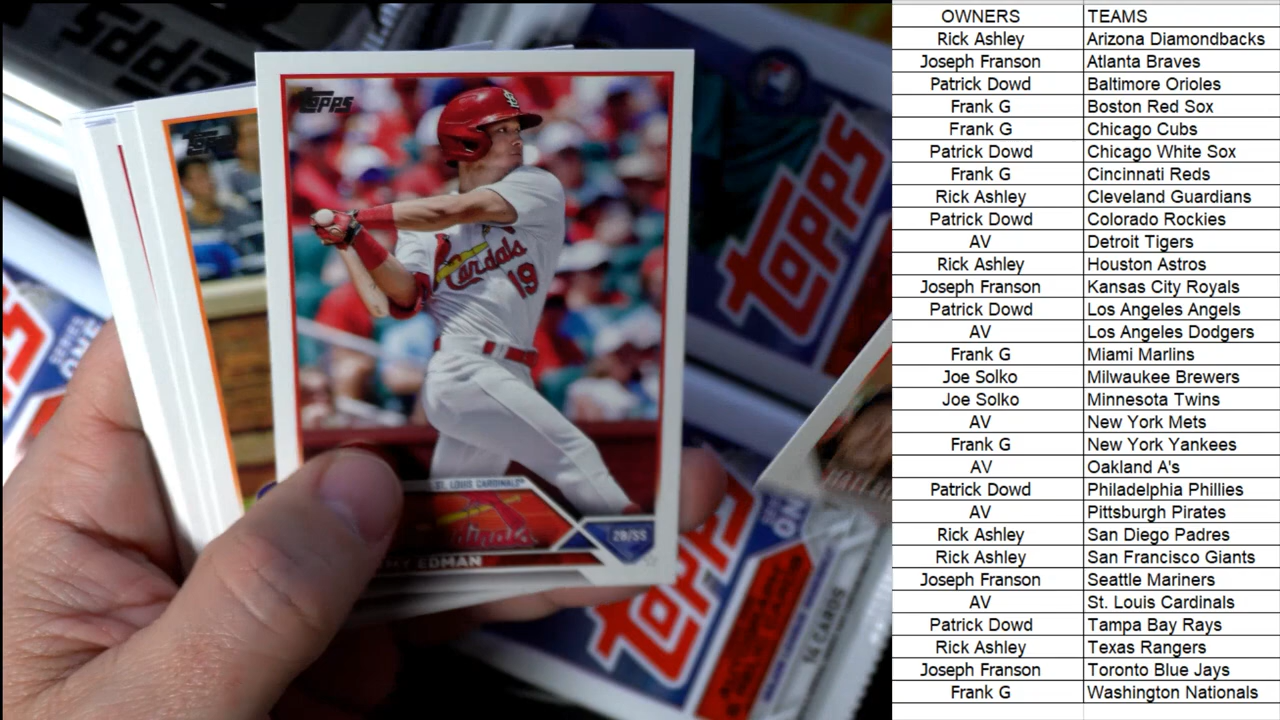 topps
Cardinals
19
ST. LOUIS CARDINALS
Cardinals
EDMAN
2B/SS
topps
topps
14 CARDS
OWNERS TEAMS
Rick Ashley Arizona Diamondbacks
Joseph Franson Atlanta Braves
Patrick Dowd Baltimore Orioles
Frank G Boston Red Sox
Frank G Chicago Cubs
Patrick Dowd Chicago White Sox
Frank G Cincinnati Reds
Rick Ashley Cleveland Guardians
Patrick Dowd Colorado Rockies
AV Detroit Tigers
Rick Ashley Houston Astros
Joseph Franson Kansas City Royals
Patrick Dowd Los Angeles Angels
AV Los Angeles Dodgers
Frank G Miami Marlins
Joe Solko Milwaukee Brewers
Joe Solko Minnesota Twins
AV New York Mets
Frank G New York Yankees
AV Oakland A's
Patrick Dowd Philadelphia Phillies
AV Pittsburgh Pirates
Rick Ashley San Diego Padres
Rick Ashley San Francisco Giants
Joseph Franson Seattle Mariners
AV St. Louis Cardinals
Patrick Dowd Tampa Bay Rays
Rick Ashley Texas Rangers
Joseph Franson Toronto Blue Jays
Frank G Washington Nationals